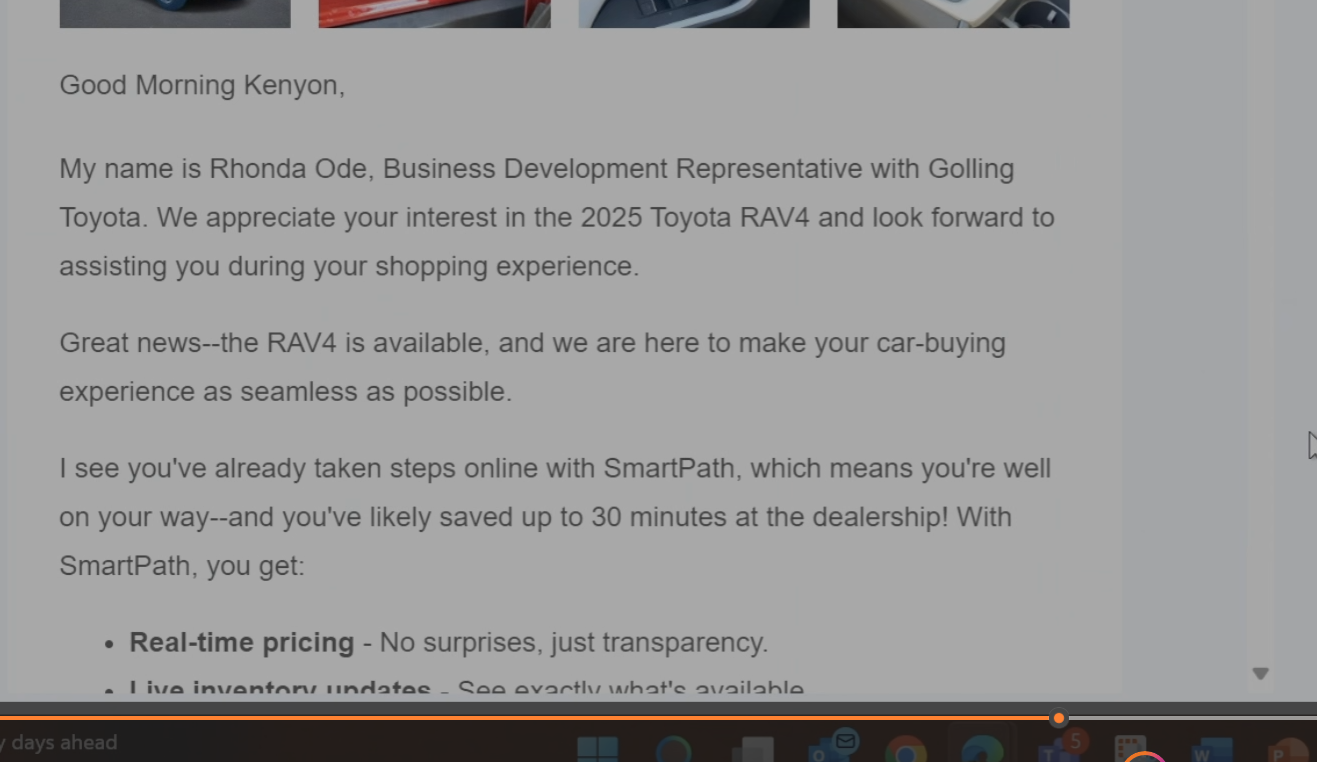 Good Morning Kenyon,
My name is Rhonda Ode, Business Development Representative with Golling
Toyota. We appreciate your interest in the 2025 Toyota RAV4 and look forward to
assisting you during your shopping experience.
Great news--the RAV4 is available, and we are here to make your car-buying
experience as seamless as possible.
I see you've already taken steps online with SmartPath, which means you're well
on your way--and you've likely saved up to 30 minutes at the dealership! With
SmartPath, you get:
• Real-time pricing - No surprises, just transparency.
• Live inventory updates - See exactly what's available
y days ahead
5